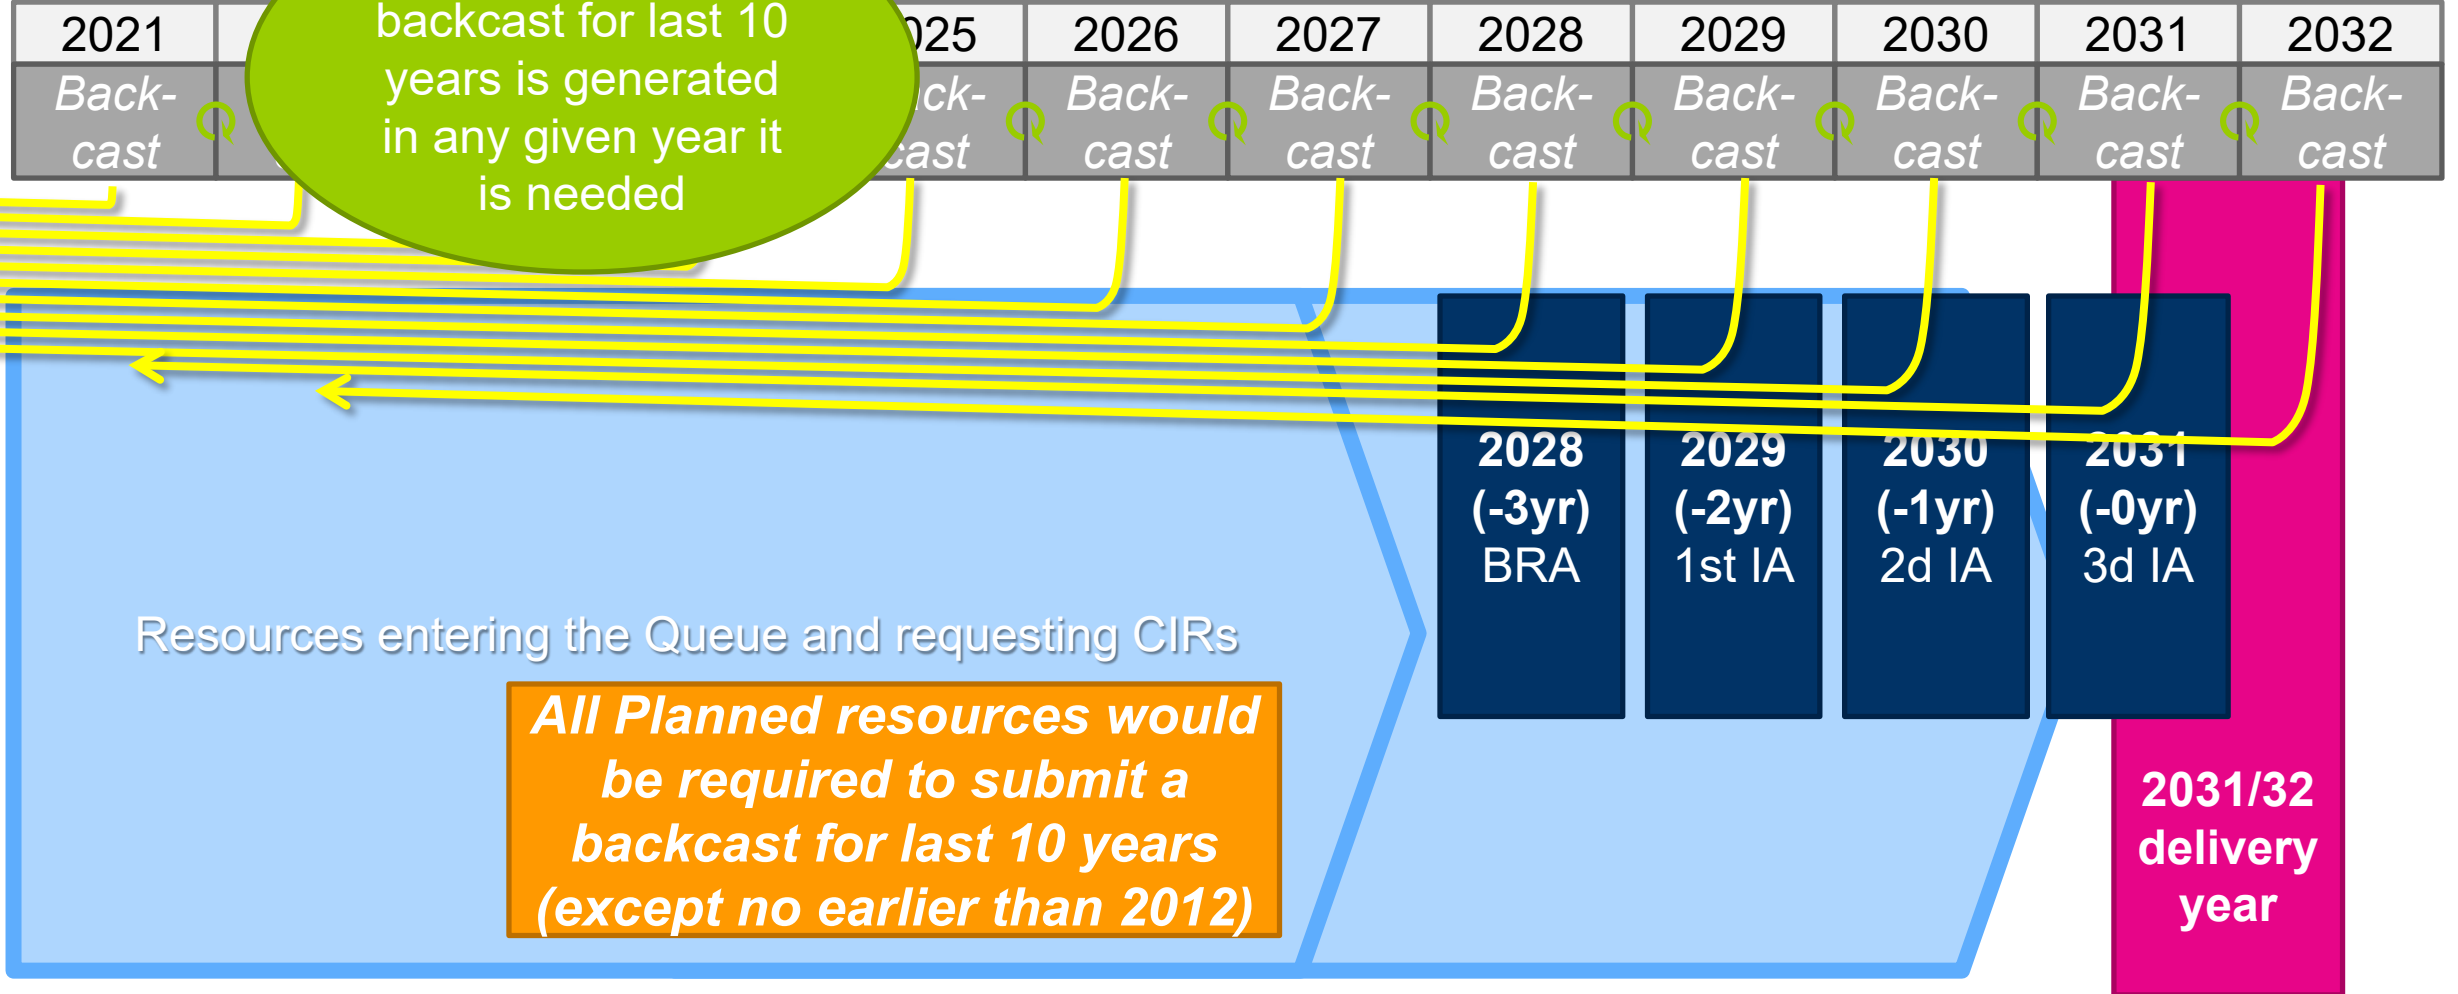 2021 025 2026 2027 2028 2029 2030 2031 2032
Back-
cast
ck-
cast
Back-
cast
Back-
cast
Back-
cast
Back-
cast
Back-
cast
Back-
cast
Back-
cast
backcast for last 10
years is generated
in any given year it
is needed
2028
(-3yr)
BRA
2029
(-2yr)
1st IA
2030
(-1yr)
2d IA
2031
(-0yr)
3d IA
Resources entering the Queue and requesting CIRs
All Planned resources would
be required to submit a
backcast for last 10 years
(except no earlier than 2012)
2031/32
delivery
year